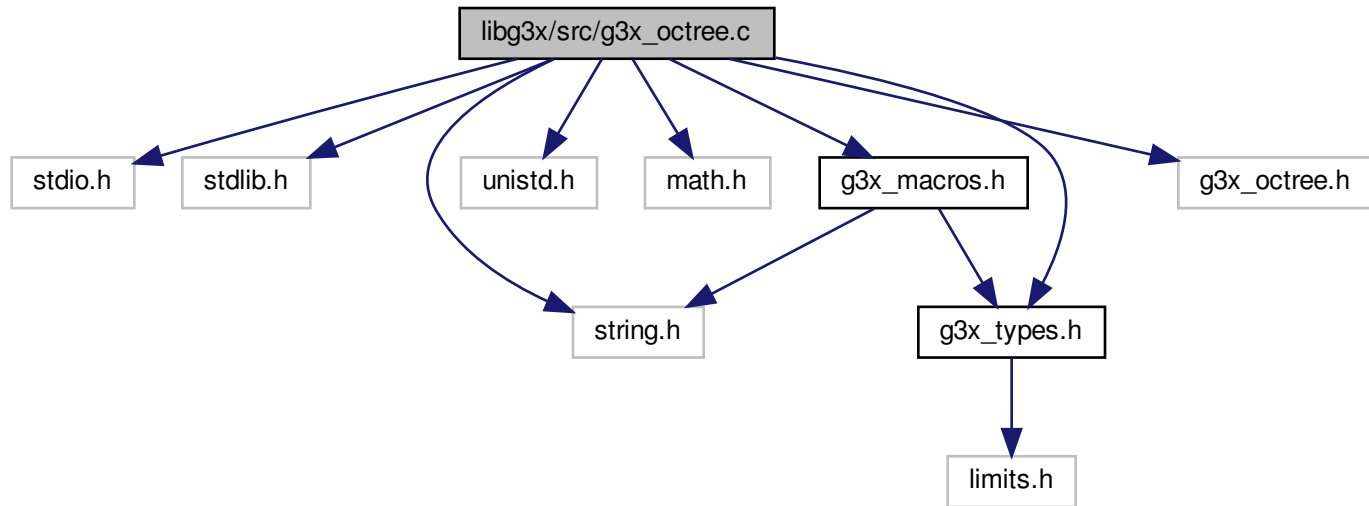 libg3x/src/g3x_octree.c
stdio.h
stdlib.h
unistd.h
math.h
g3x_macros.h
g3x_octree.h
string.h
g3x_types.h
limits.h